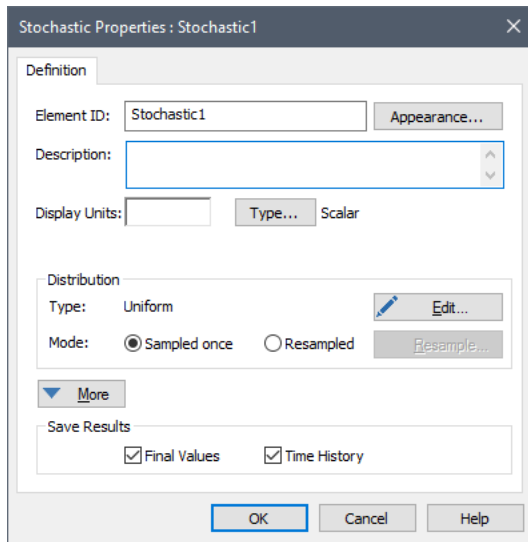 Stochastic Properties : Stochastic1
Definition
Element ID: Stochastic1 Appearance...
Description:
Display Units: Type... Scalar
Distribution
Type: Uniform Edit...
Mode: Sampled once Resampled Resample...
More
Save Results
Final Values Time History
OK Cancel Help